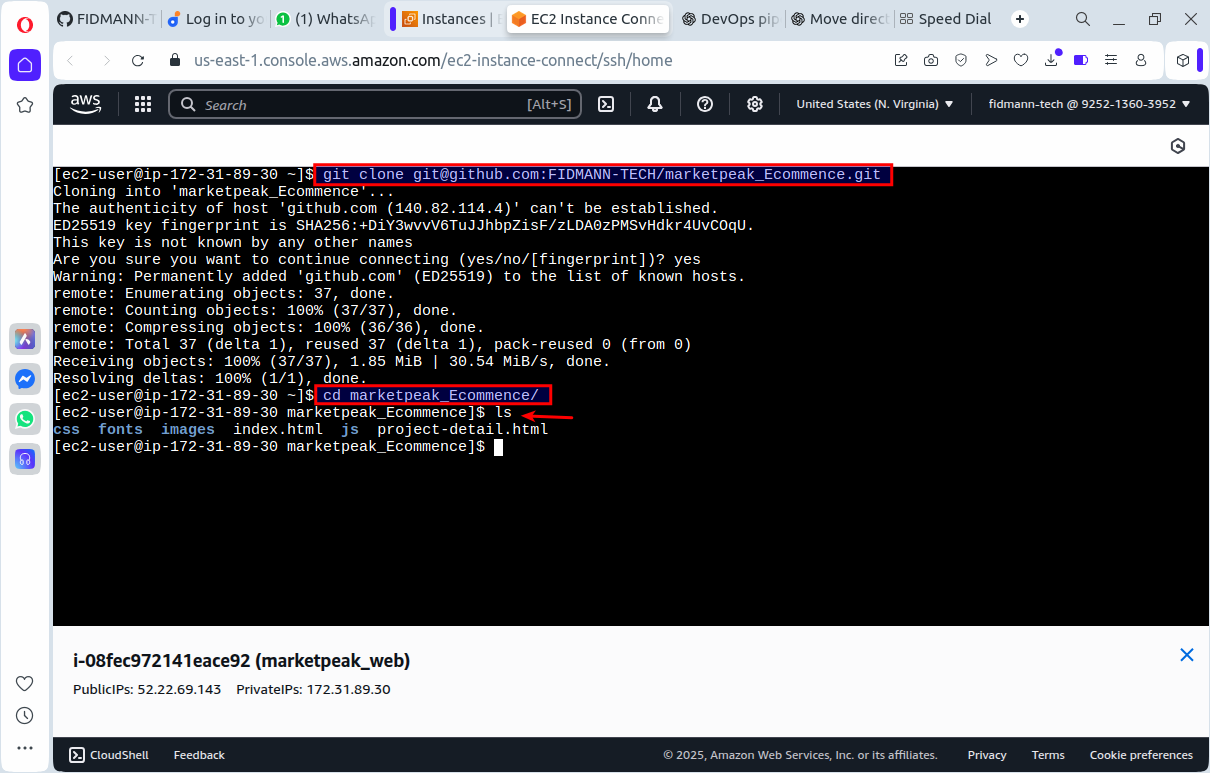 FIDMANN-T
Log in to yo
(1) WhatsAp
Instances | E
EC2 Instance Conne
DevOps pip
Move direct
Speed Dial
us-east-1.console.aws.amazon.com/ec2-instance-connect/ssh/home
aws
Search
[Alt+S]
United States (N. Virginia)
fidmann-tech @ 9252-1360-3952
[ec2-user@ip-172-31-89-30 ~]$ git clone git@github.com:FIDMANN-TECH/marketpeak_Ecommence.git
Cloning into 'marketpeak_Ecommence'...
The authenticity of host 'github.com (140.82.114.4)' can't be established.
ED25519 key fingerprint is SHA256:+DiY3wvvV6TuJJhbpZisF/zLDA0zPMSvHdkr4UvCOqU.
This key is not known by any other names
Are you sure you want to continue connecting (yes/no/[fingerprint])? yes
Warning: Permanently added 'github.com' (ED25519) to the list of known hosts.
remote: Enumerating objects: 37, done.
remote: Counting objects: 100% (37/37), done.
remote: Compressing objects: 100% (36/36), done.
remote: Total 37 (delta 1), reused 37 (delta 1), pack-reused 0 (from 0)
Receiving objects: 100% (37/37), 1.85 MiB | 30.54 MiB/s, done.
Resolving deltas: 100% (1/1), done.
[ec2-user@ip-172-31-89-30 ~]$ cd marketpeak_Ecommence/
[ec2-user@ip-172-31-89-30 marketpeak_Ecommence]$ ls
css  fonts  images  index.html  js  project-detail.html
[ec2-user@ip-172-31-89-30 marketpeak_Ecommence]$
i-08fec972141eace92 (marketpeak_web)
PublicIPs: 52.22.69.143    PrivateIPs: 172.31.89.30
CloudShell
Feedback
© 2025, Amazon Web Services, Inc. or its affiliates.
Privacy
Terms
Cookie preferences